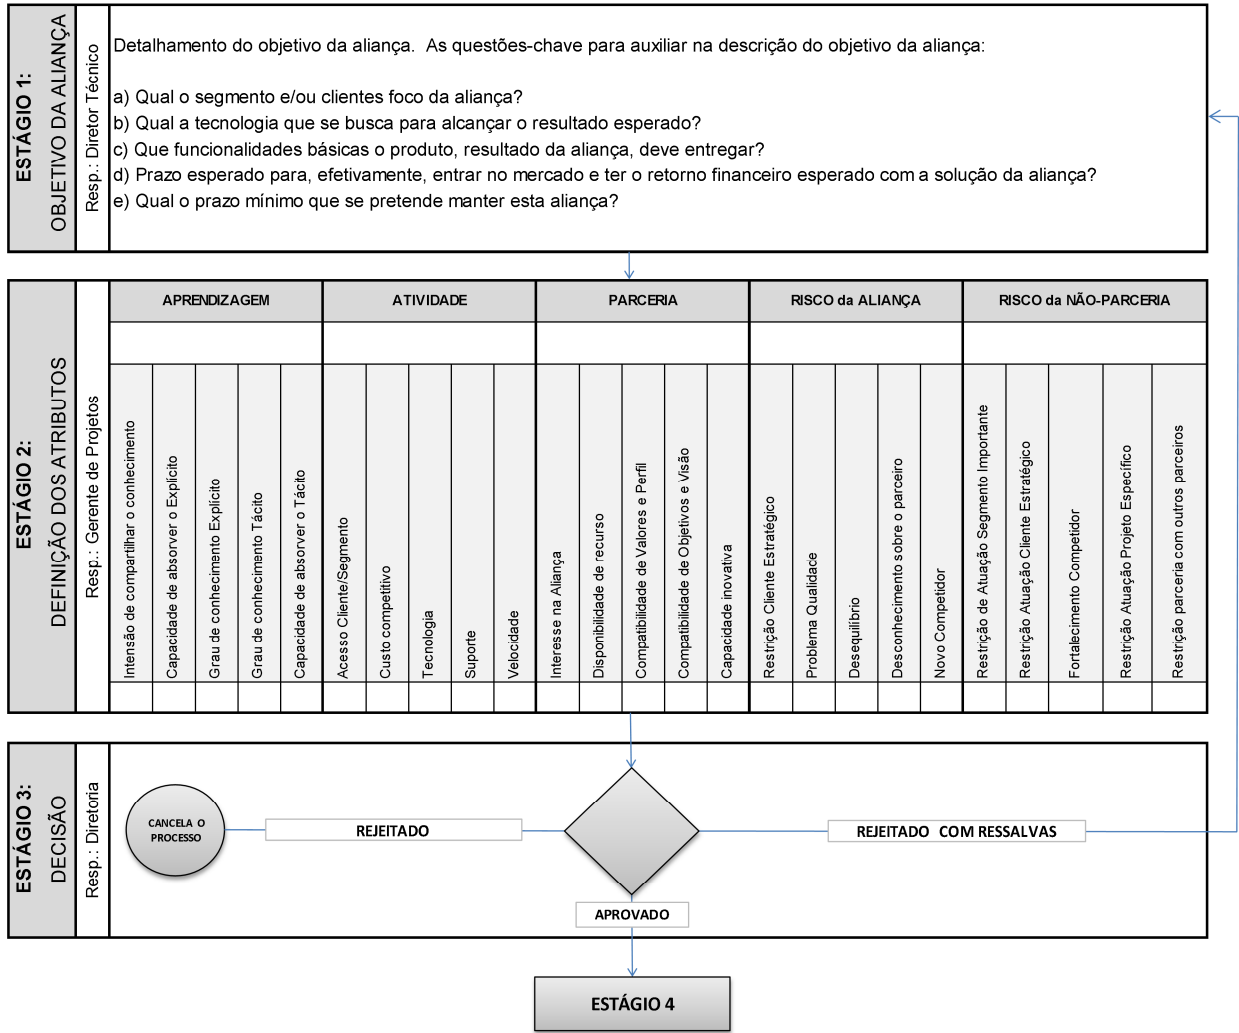 ESTÁGIO 1:
OBJETIVO DA ALIANÇA
Resp.: Diretor Técnico
Detalhamento do objetivo da aliança. As questões-chave para auxiliar na descrição do objetivo da aliança:
a) Qual o segmento e/ou clientes foco da aliança?
b) Qual a tecnologia que se busca para alcançar o resultado esperado?
c) Que funcionalidades básicas o produto, resultado da aliança, deve entregar?
d) Prazo esperado para, efetivamente, entrar no mercado e ter o retorno financeiro esperado com a solução da aliança?
e) Qual o prazo mínimo que se pretende manter esta aliança?
ESTÁGIO 2:
DEFINIÇÃO DOS ATRIBUTOS
Resp.: Gerente de Projetos
APRENDIZAGEM
ATIVIDADE
PARCERIA
RISCO da ALIANÇA
RISCO da NÃO-PARCERIA
Intensão de compartilhar o conhecimento
Capacidade de absorver o Explícito
Grau de conhecimento Explícito
Grau de conhecimento Tácito
Capacidade de absorver o Tácito
Acesso Cliente/Segmento
Custo competitivo
Tecnologia
Suporte
Velocidade
Interesse na Aliança
Disponibilidade de recurso
Compatibilidade de Valores e Perfil
Compatibilidade de Objetivos e Visão
Capacidade inovativa
Restrição Cliente Estratégico
Problema Qualidade
Desequilíbrio
Desconhecimento sobre o parceiro
Novo Competidor
Restrição de Atuação Segmento Importante
Restrição Atuação Cliente Estratégico
Fortalecimento Competidor
Restrição Atuação Projeto Específico
Restrição parceria com outros parceiros
ESTÁGIO 3:
DECISÃO
Resp.: Diretoria
CANCELA O
PROCESSO
REJEITADO
REJEITADO COM RESSALVAS
APROVADO
ESTÁGIO 4